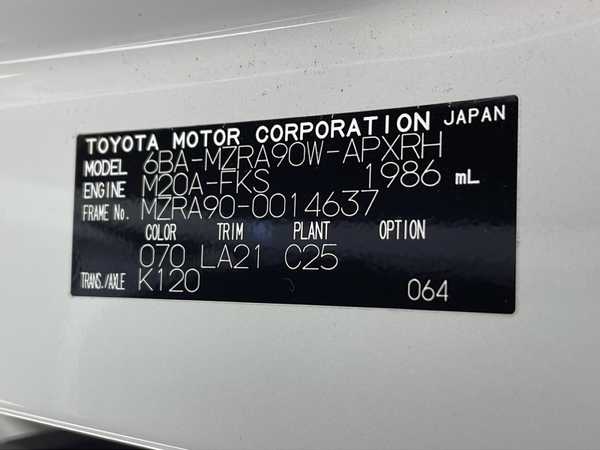 TOYOTA MOTOR CORPORATION JAPAN
MODEL 6BA-MZRA90W-APXRH
ENGINE M20A-FKS 1986 mL
FRAME No. MZRA90-0014637
COLOR TRIM PLANT OPTION
070 LA21 C25
TRANS./AXLE K120 064